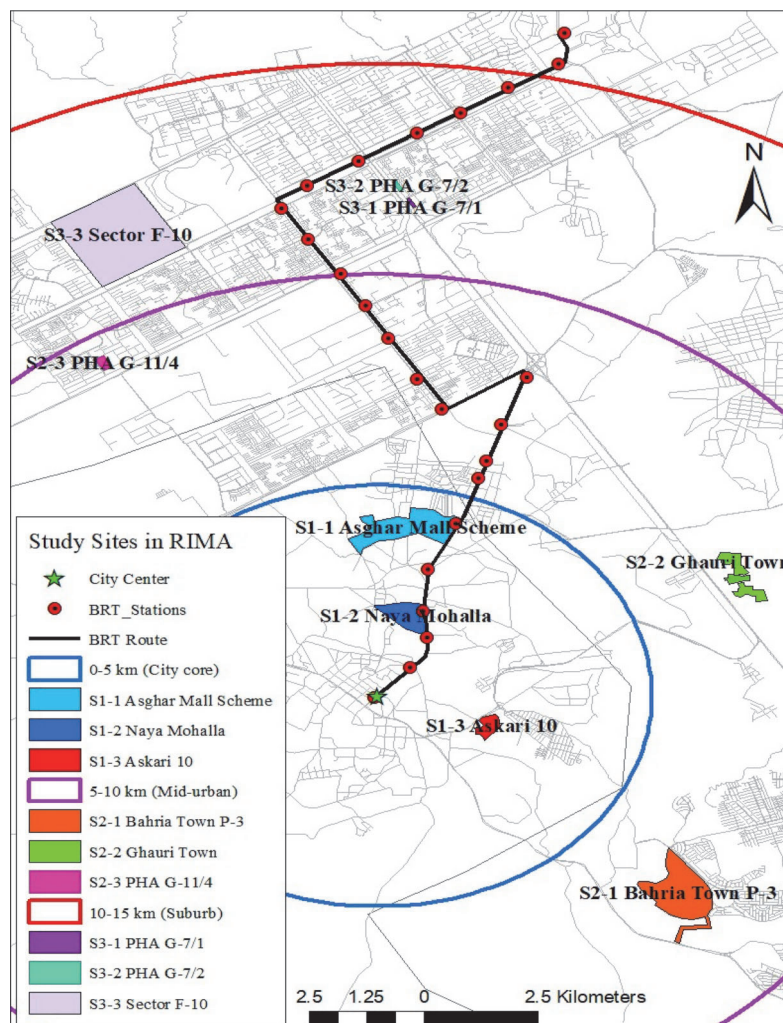 N
S3-2 PHA G-7/2
S3-1 PHA G-7/1
S3-3 Sector F-10
S2-3 PHA G-11/4
S1-1 Asghar Mall Scheme
S2-2 Ghauri Town
S1-2 Naya Mohalla
S1-3 Askari 10
S2-1 Bahria Town P-3
Study Sites in RIMA
City Center
BRT_Stations
BRT Route
0-5 km (City core)
S1-1 Asghar Mall Scheme
S1-2 Naya Mohalla
S1-3 Askari 10
5-10 km (Mid-urban)
S2-1 Bahria Town P-3
S2-2 Ghauri Town
S2-3 PHA G-11/4
10-15 km (Suburb)
S3-1 PHA G-7/1
S3-2 PHA G-7/2
S3-3 Sector F-10
2.5 1.25 0 2.5 Kilometers